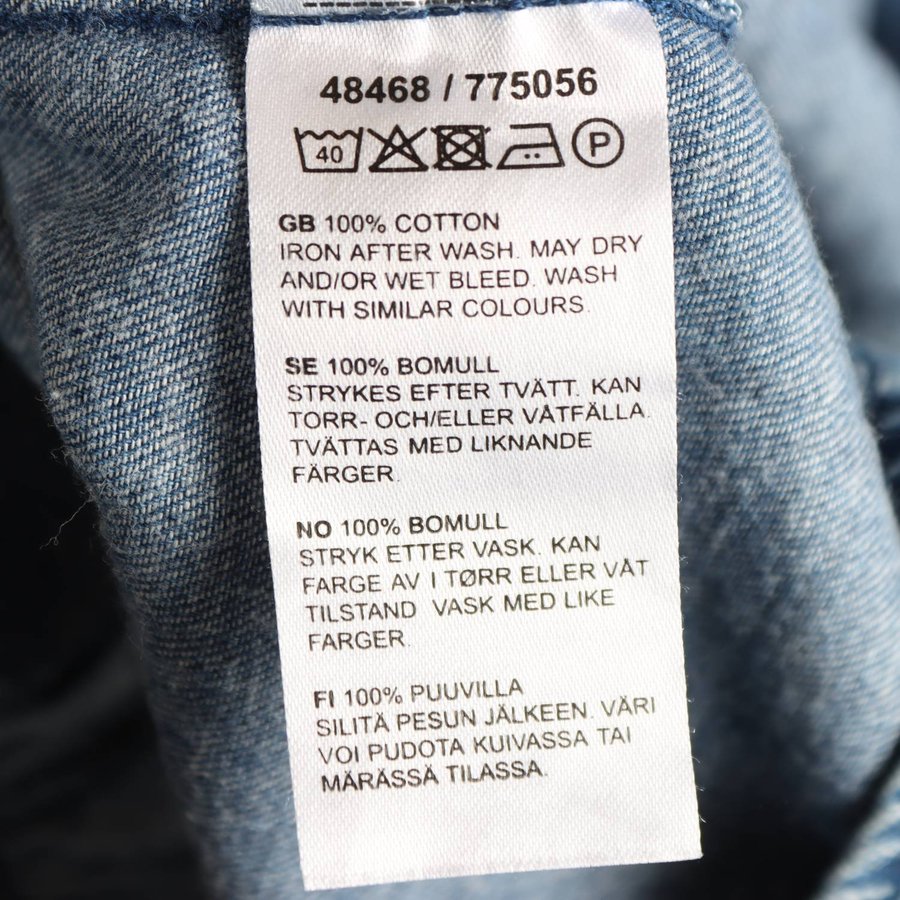 48468 / 775056
40 P
GB 100% COTTON
IRON AFTER WASH. MAY DRY
AND/OR WET BLEED. WASH
WITH SIMILAR COLOURS.
SE 100% BOMULL
STRYKES EFTER TVÄTT. KAN
TORR- OCH/ELLER VÅTFÄLLA.
TVÄTTAS MED LIKNANDE
FÄRGER.
NO 100% BOMULL
STRYK ETTER VASK. KAN
FARGE AV I TØRR ELLER VÅT
TILSTAND VASK MED LIKE
FARGER.
FI 100% PUUVILLA
SILITÄ PESUN JÄLKEEN. VÄRI
VOI PUDOTA KUIVASSA TAI
MÄRÄSSÄ TILASSA.